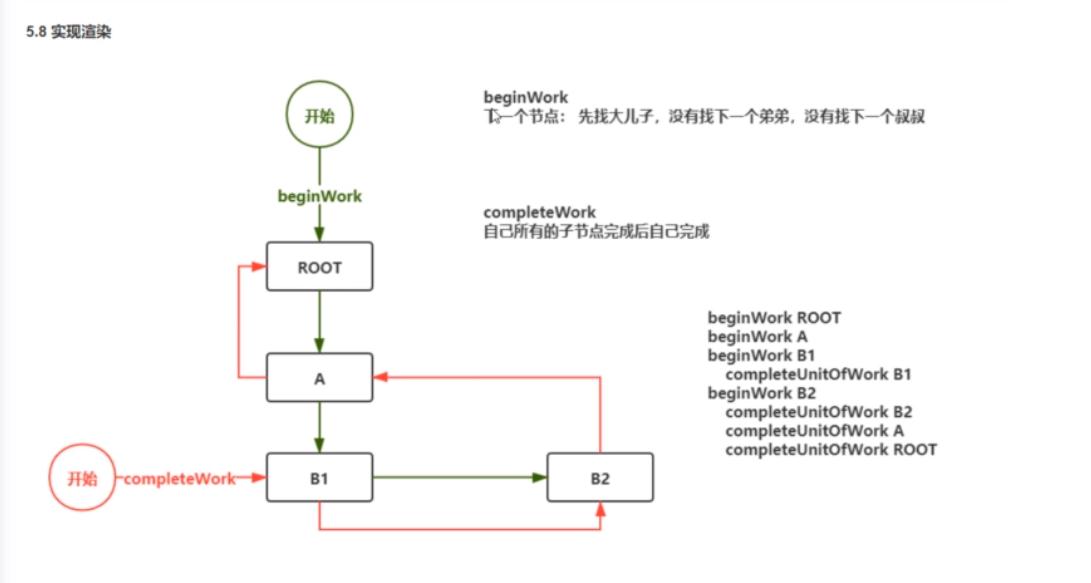 5.8 实现渲染
开始
beginWork
下一个节点： 先找大儿子，没有找下一个弟弟，没有找下一个叔叔
beginWork
completeWork
自己所有的子节点完成后自己完成
ROOT
beginWork ROOT
beginWork A
beginWork B1
completeUnitOfWork B1
beginWork B2
completeUnitOfWork B2
completeUnitOfWork A
completeUnitOfWork ROOT
A
开始
completeWork
B1
B2